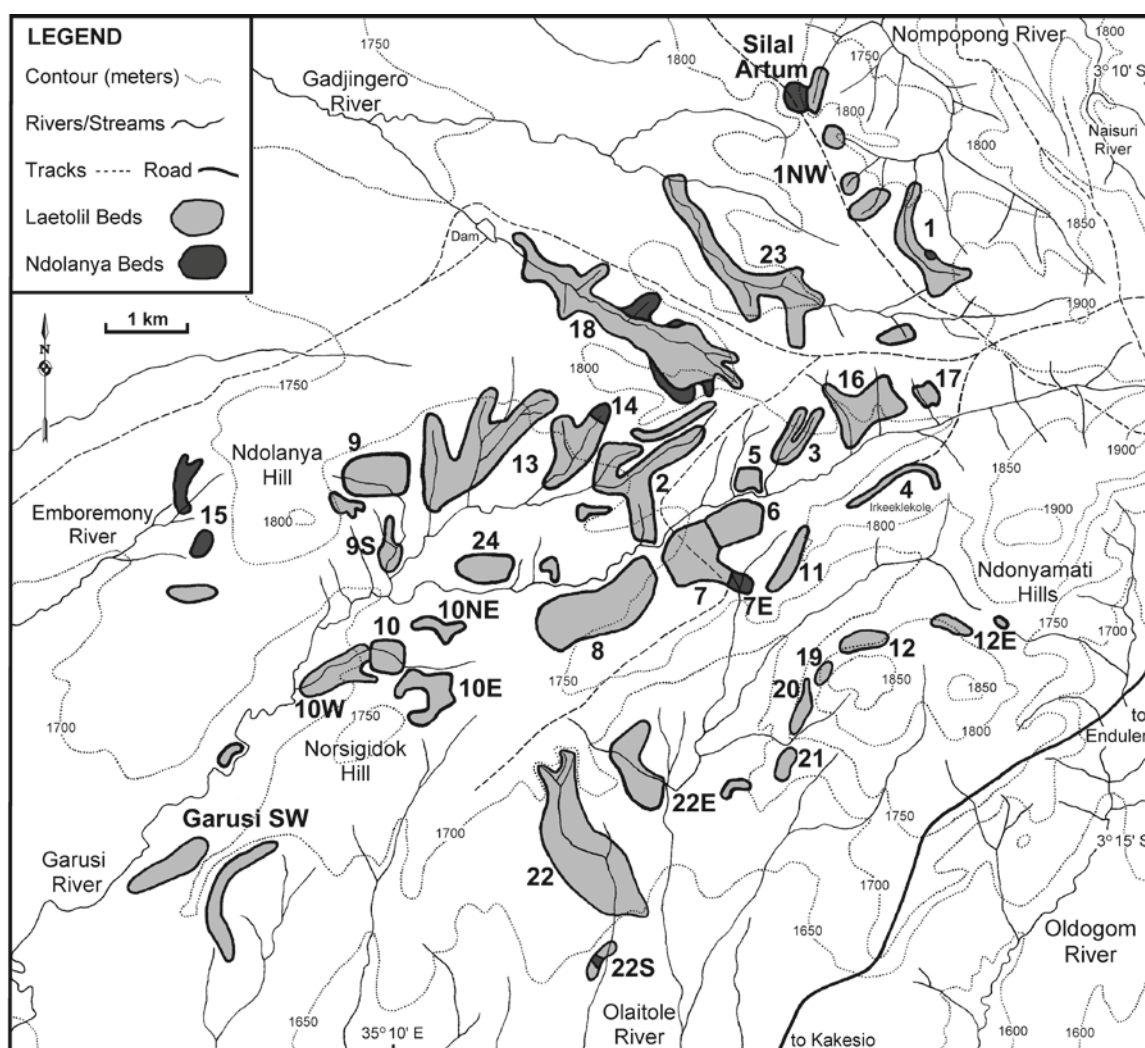 LEGEND
Contour (meters)
Rivers/Streams
Tracks Road
Laetolil Beds
Ndolanya Beds
1 km
N
1750
Gadjingero
River
1800
Silal
Artum
1750
Nompopong River
1800
3° 10' S
1800
1800
Naisuri
River
1NW
1
1850
Dam
23
1900
18
1800
1750
16
17
14
1850
1900
9
Ndolanya
Hill
13
5
3
2
4
Irkeeklekole
1800
1900
1800
Emboremony
River
15
9S
24
6
11
Ndonyamati
Hills
7
7E
10NE
8
10
12
12E
1750
1700
19
1750
1850
1850
20
10E
10W
1750
1700
1800
to
Endulen
Norsigidok
Hill
21
22E
1750
Garusi SW
1700
3° 15' S
Garusi
River
22
1700
1650
Oldogom
River
22S
Olaitole
River
1650
35° 10' E
to Kakesio
1600
1600